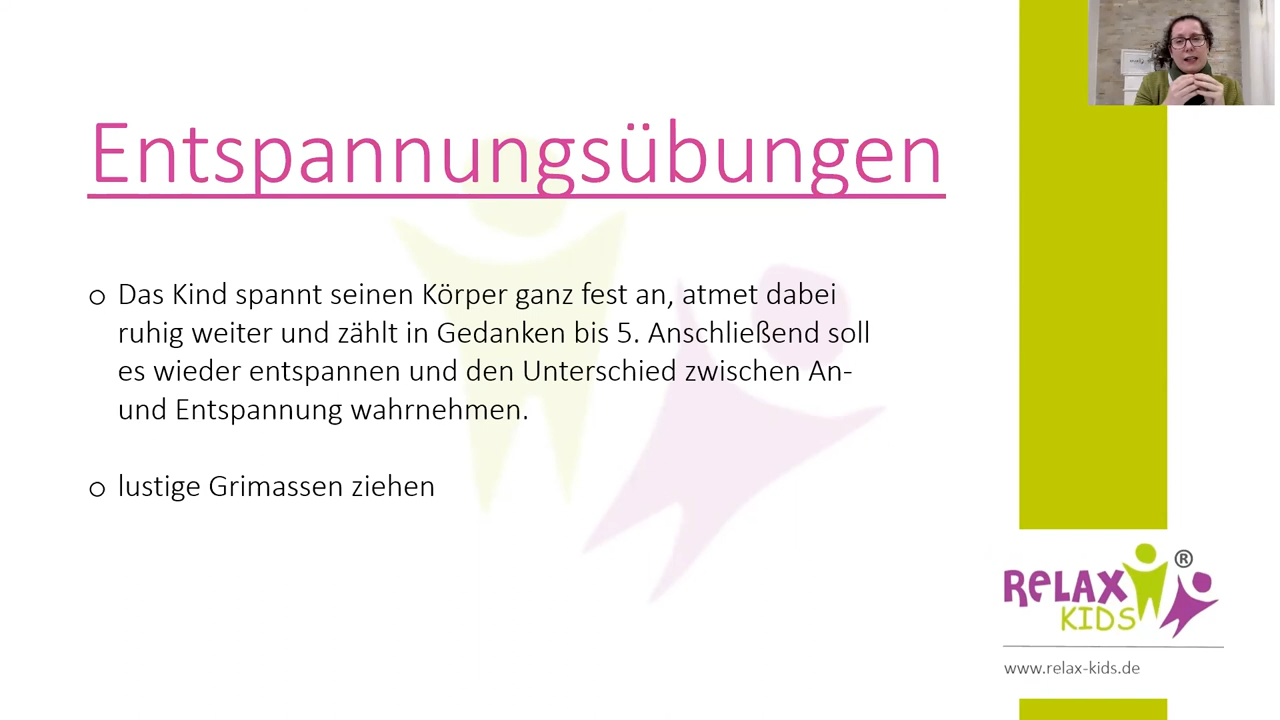 Entspannungsübungen
o Das Kind spannt seinen Körper ganz fest an, atmet dabei
ruhig weiter und zählt in Gedanken bis 5. Anschließend soll
es wieder entspannen und den Unterschied zwischen An-
und Entspannung wahrnehmen.
o lustige Grimassen ziehen
RELAX ®
KIDS
www.relax-kids.de